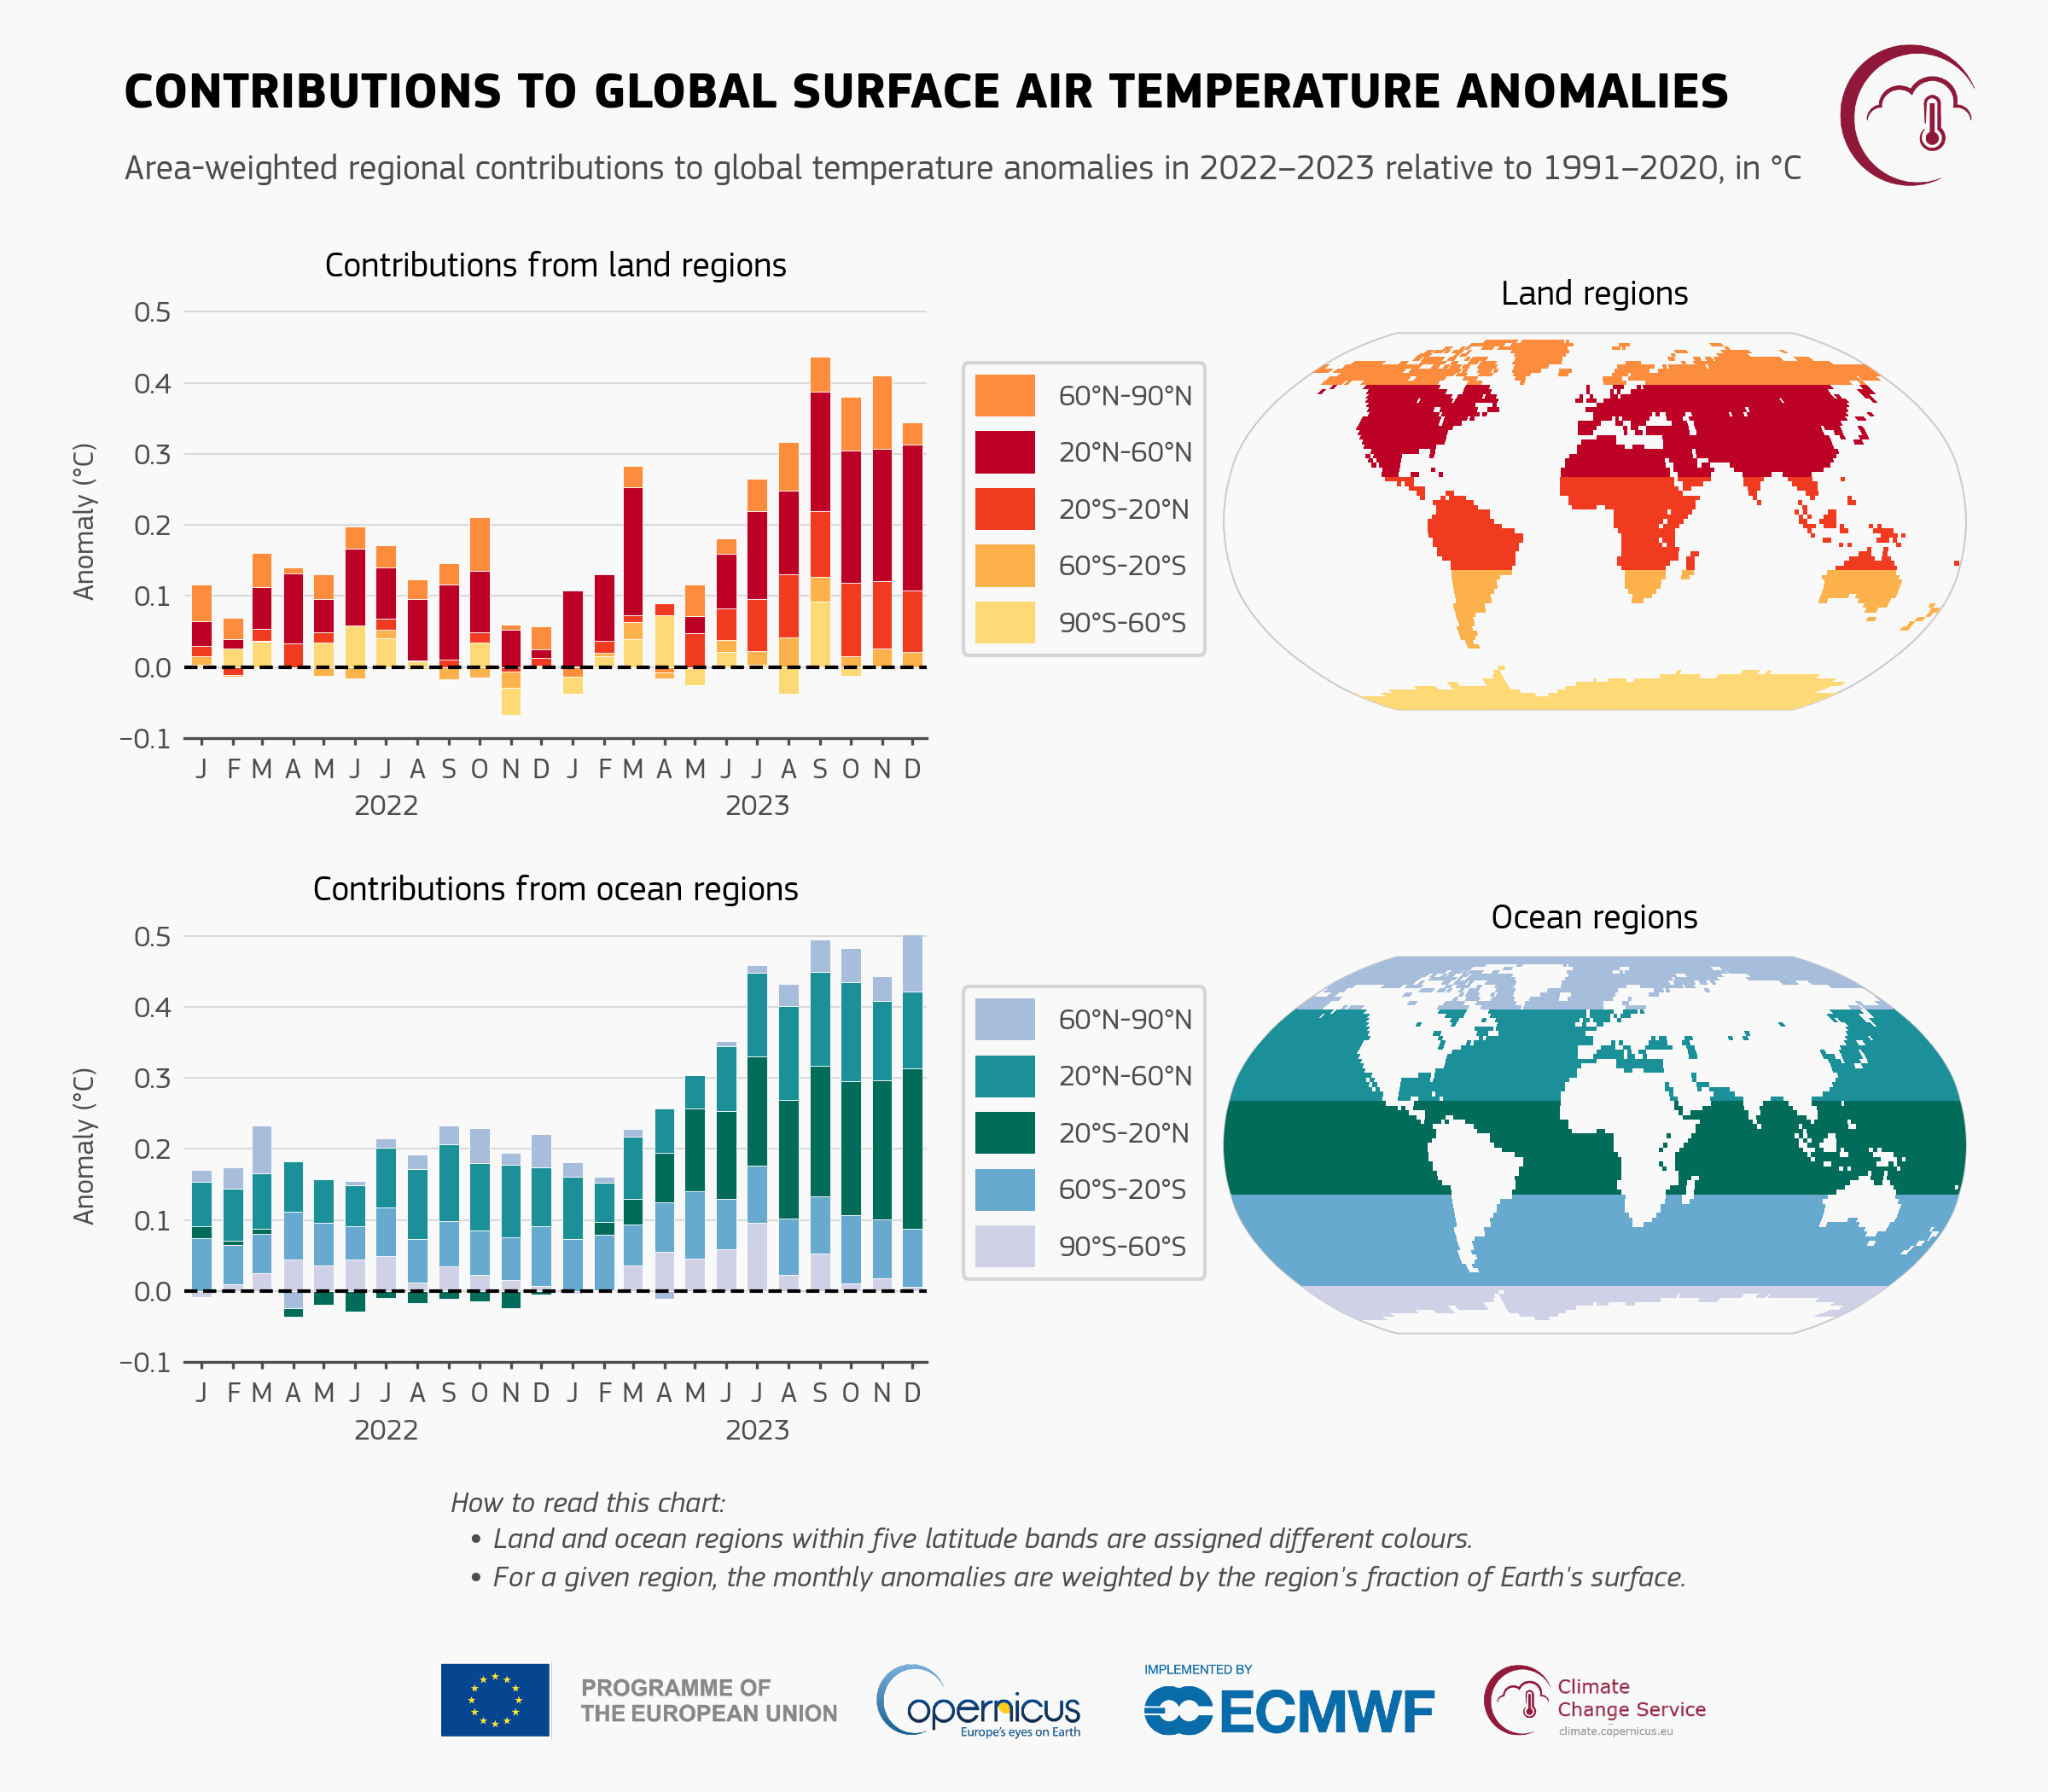 CONTRIBUTIONS TO GLOBAL SURFACE AIR TEMPERATURE ANOMALIES
Area-weighted regional contributions to global temperature anomalies in 2022–2023 relative to 1991–2020, in °C
Contributions from land regions
0.5
0.4
0.3
0.2
0.1
0.0
−0.1
Anomaly (°C)
J F M A M J J A S O N D J F M A M J J A S O N D
2022 2023
60°N-90°N
20°N-60°N
20°S-20°N
60°S-20°S
90°S-60°S
Land regions
Contributions from ocean regions
0.5
0.4
0.3
0.2
0.1
0.0
−0.1
Anomaly (°C)
J F M A M J J A S O N D J F M A M J J A S O N D
2022 2023
60°N-90°N
20°N-60°N
20°S-20°N
60°S-20°S
90°S-60°S
Ocean regions
How to read this chart:
• Land and ocean regions within five latitude bands are assigned different colours.
• For a given region, the monthly anomalies are weighted by the region's fraction of Earth's surface.
PROGRAMME OF
THE EUROPEAN UNION
Copernicus
Europe's eyes on Earth
IMPLEMENTED BY
ECMWF
Climate
Change Service
climate.copernicus.eu